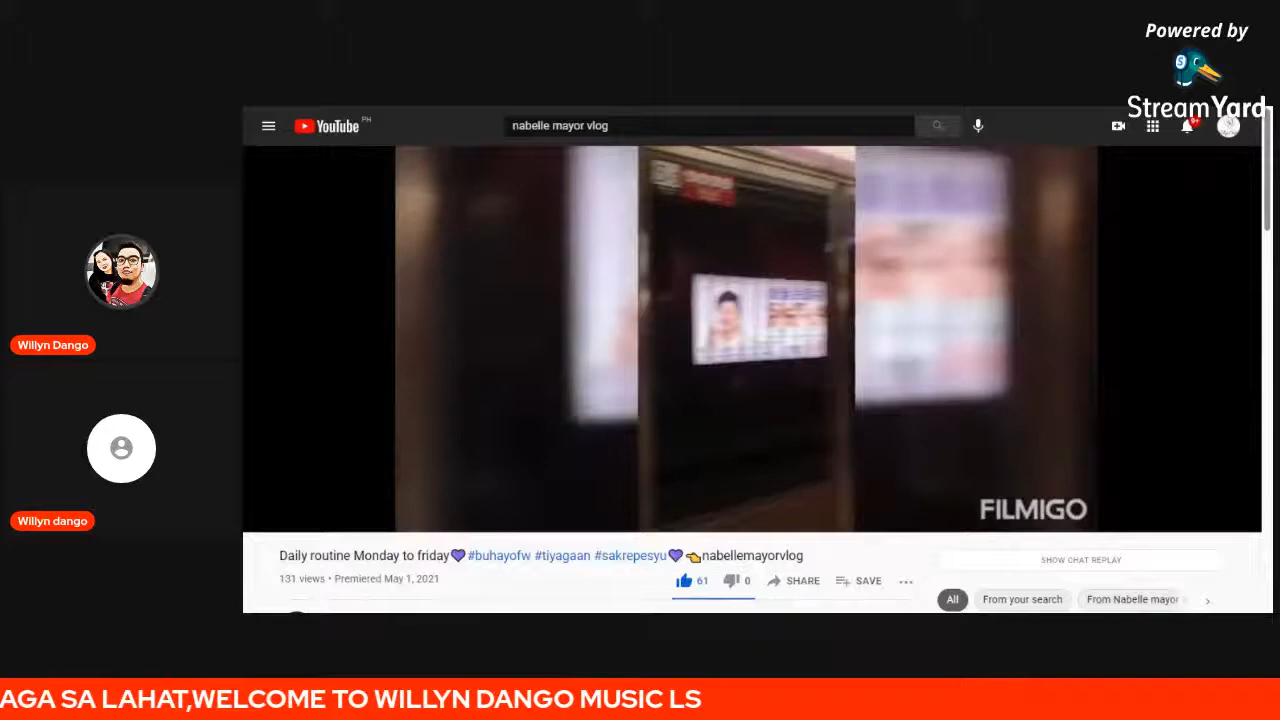 Powered by
StreamYard
YouTube PH
nabelle mayor vlog
9+
Willyn Dango
Willyn dango
FILMIGO
Daily routine Monday to friday💜#buhayofw #tiyagaan #sakrepesyu💜👈nabellemayorvlog
131 views • Premiered May 1, 2021
61
0
SHARE
SAVE
SHOW CHAT REPLAY
All
From your search
From Nabelle mayor
AGA SA LAHAT,WELCOME TO WILLYN DANGO MUSIC LS